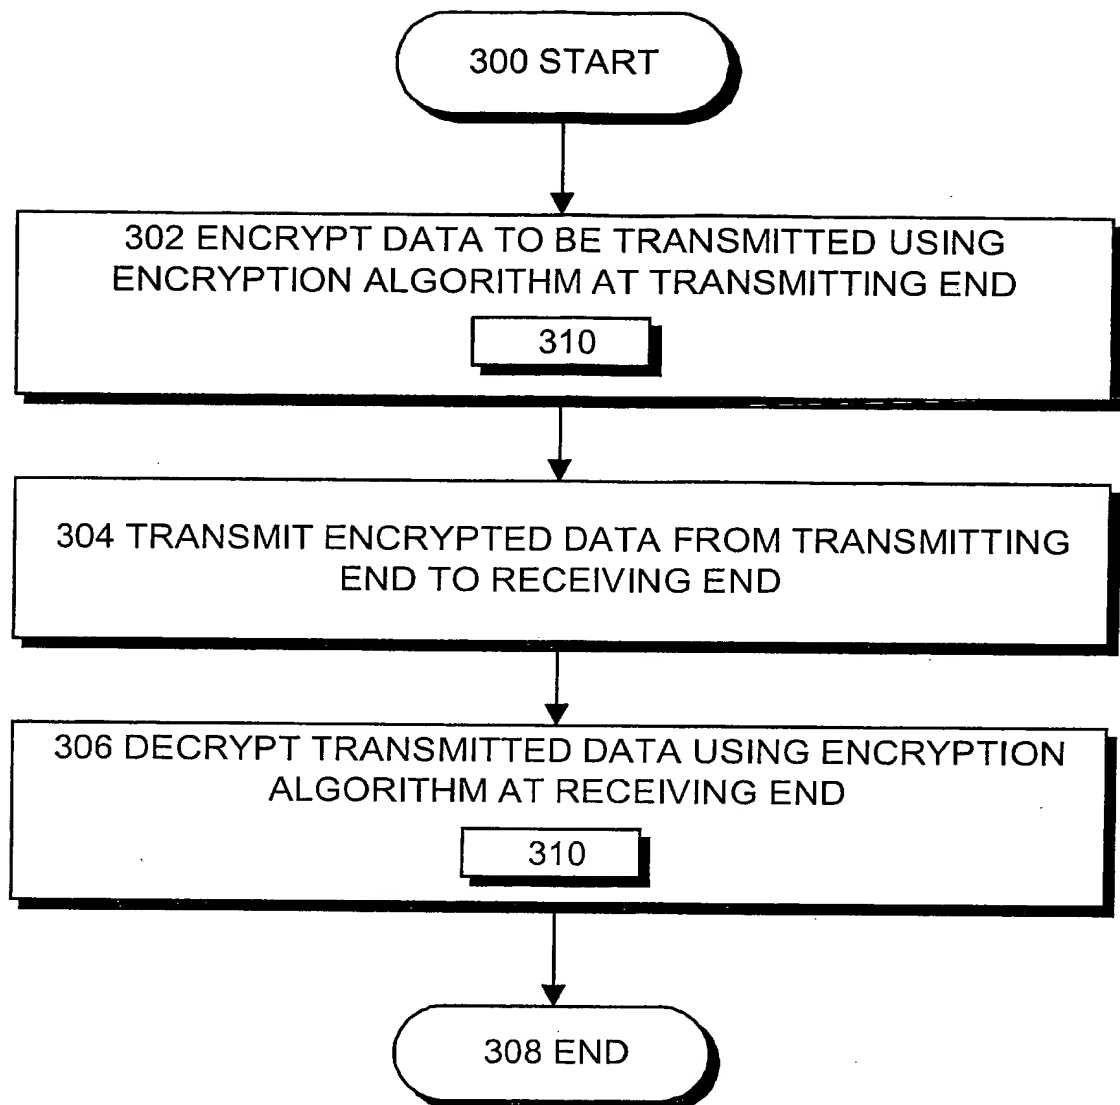 300 START
302 ENCRYPT DATA TO BE TRANSMITTED USING
ENCRYPTION ALGORITHM AT TRANSMITTING END
310
304 TRANSMIT ENCRYPTED DATA FROM TRANSMITTING
END TO RECEIVING END
306 DECRYPT TRANSMITTED DATA USING ENCRYPTION
ALGORITHM AT RECEIVING END
310
308 END